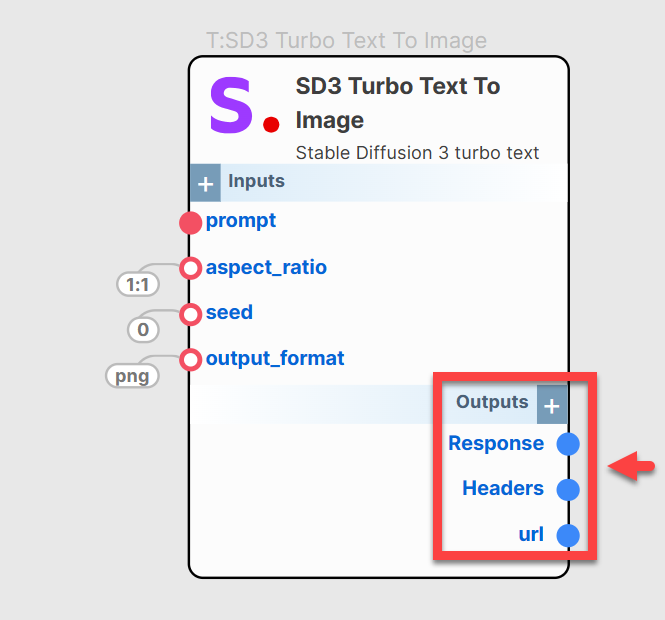 T:SD3 Turbo Text To Image
S.
SD3 Turbo Text To
Image
Stable Diffusion 3 turbo text
+ Inputs
prompt
aspect_ratio
1:1
seed
0
output_format
png
Outputs +
Response
Headers
url